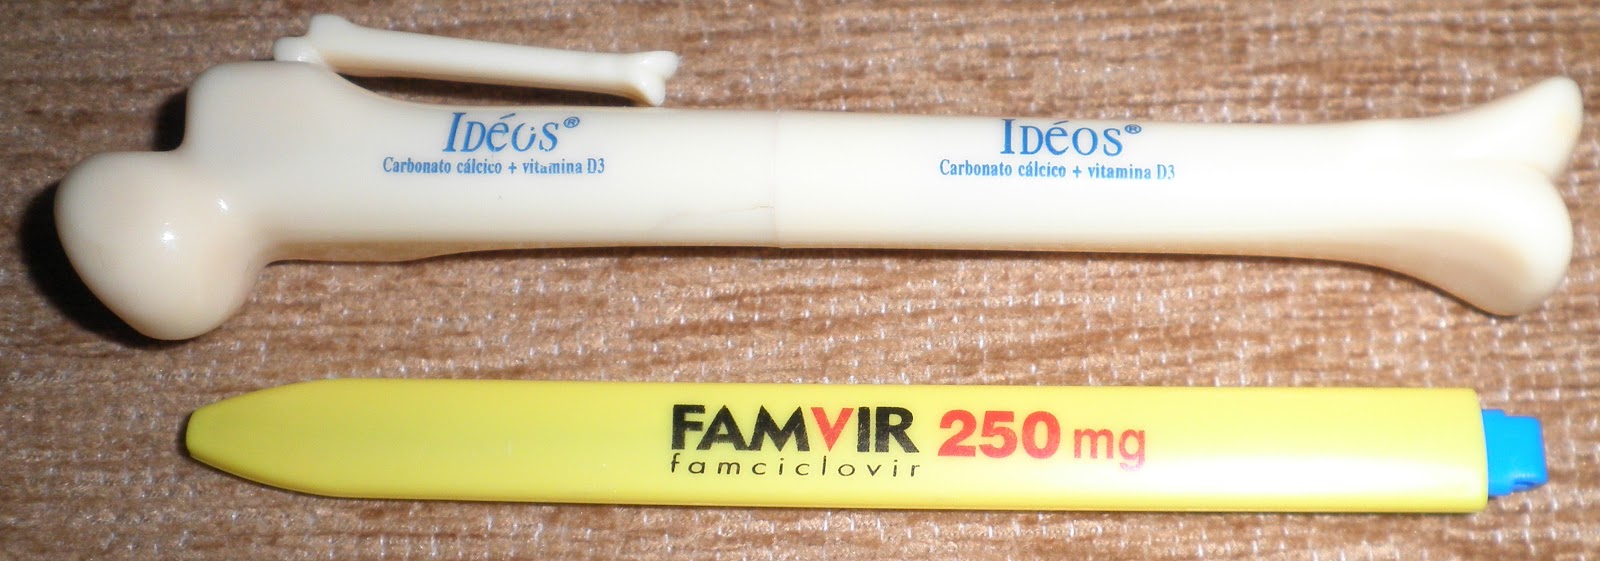 IDéOS®
Carbonato cálcico + vitamina D3
IDéOS®
Carbonato cálcico + vitamina D3
FAMVIR 250 mg
famciclovir